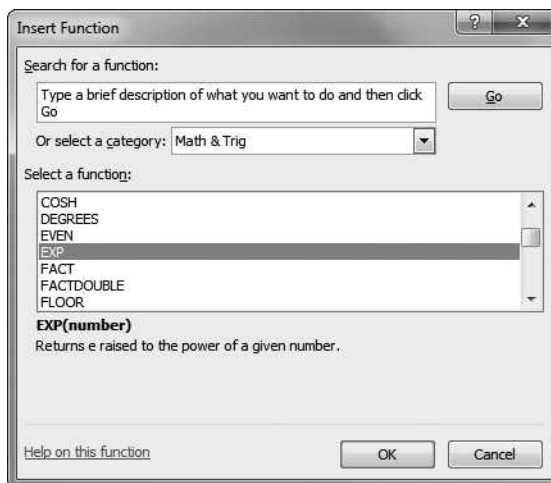 Insert Function
Search for a function:
Type a brief description of what you want to do and then click
Go
Go
Or select a category: Math & Trig
Select a function:
COSH
DEGREES
EVEN
EXP
FACT
FACTDOUBLE
FLOOR
EXP(number)
Returns e raised to the power of a given number.
Help on this function
OK
Cancel